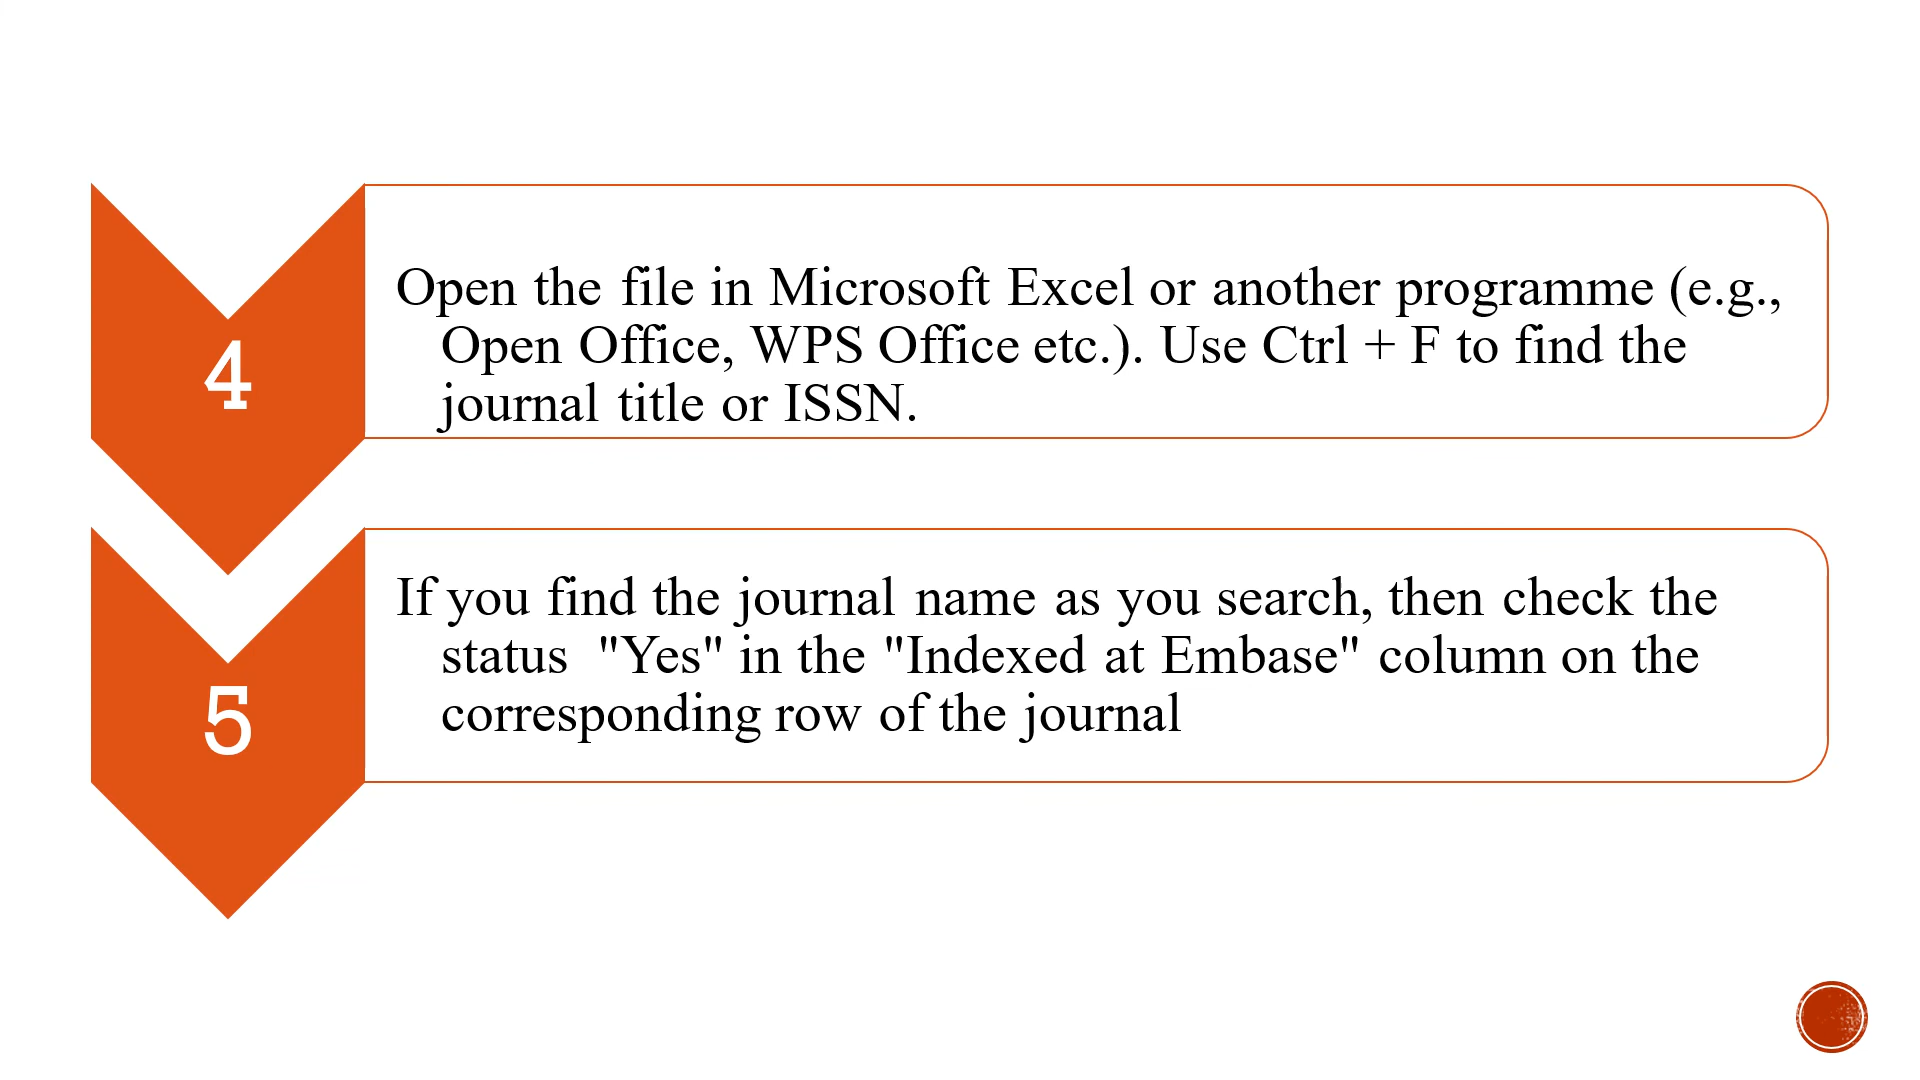 4
Open the file in Microsoft Excel or another programme (e.g.,
Open Office, WPS Office etc.). Use Ctrl + F to find the
journal title or ISSN.
5
If you find the journal name as you search, then check the
status  "Yes" in the "Indexed at Embase" column on the
corresponding row of the journal